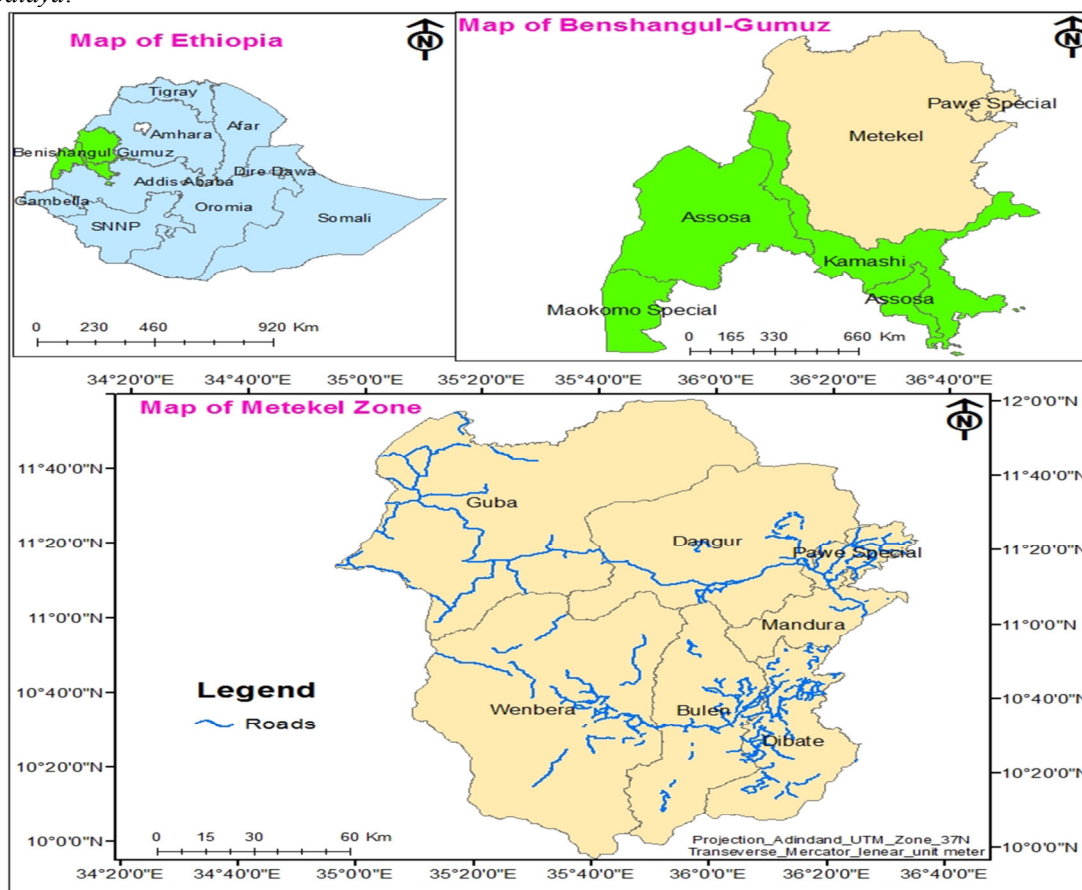 Map of Ethiopia
N
Tigray
Afar
Amhara
Benishangul Gumuz
Dire Dawa
Addis Ababa
Gambella
Oromia
Somali
SNNP
0 230 460 920 Km
Map of Benshangul-Gumuz
N
Pawe Special
Metekel
Assosa
Kamashi
Assosa
Maokomo Special
0 165 330 660 Km
34°20'0"E 34°40'0"E 35°0'0"E 35°20'0"E 35°40'0"E 36°0'0"E 36°20'0"E 36°40'0"E
Map of Metekel Zone
N
12°0'0"N
11°40'0"N 11°40'0"N
Guba
Dangur
11°20'0"N 11°20'0"N
Pawe Special
11°0'0"N 11°0'0"N
Mandura
Legend
Roads
10°40'0"N 10°40'0"N
Wenbera
Bulen
Dibate
10°20'0"N 10°20'0"N
10°0'0"N 10°0'0"N
0 15 30 60 Km
Projection_Adindand_UTM_Zone_37N
Transeverse_Mercator_lenear_unit meter
34°20'0"E 34°40'0"E 35°0'0"E 35°20'0"E 35°40'0"E 36°0'0"E 36°20'0"E 36°40'0"E